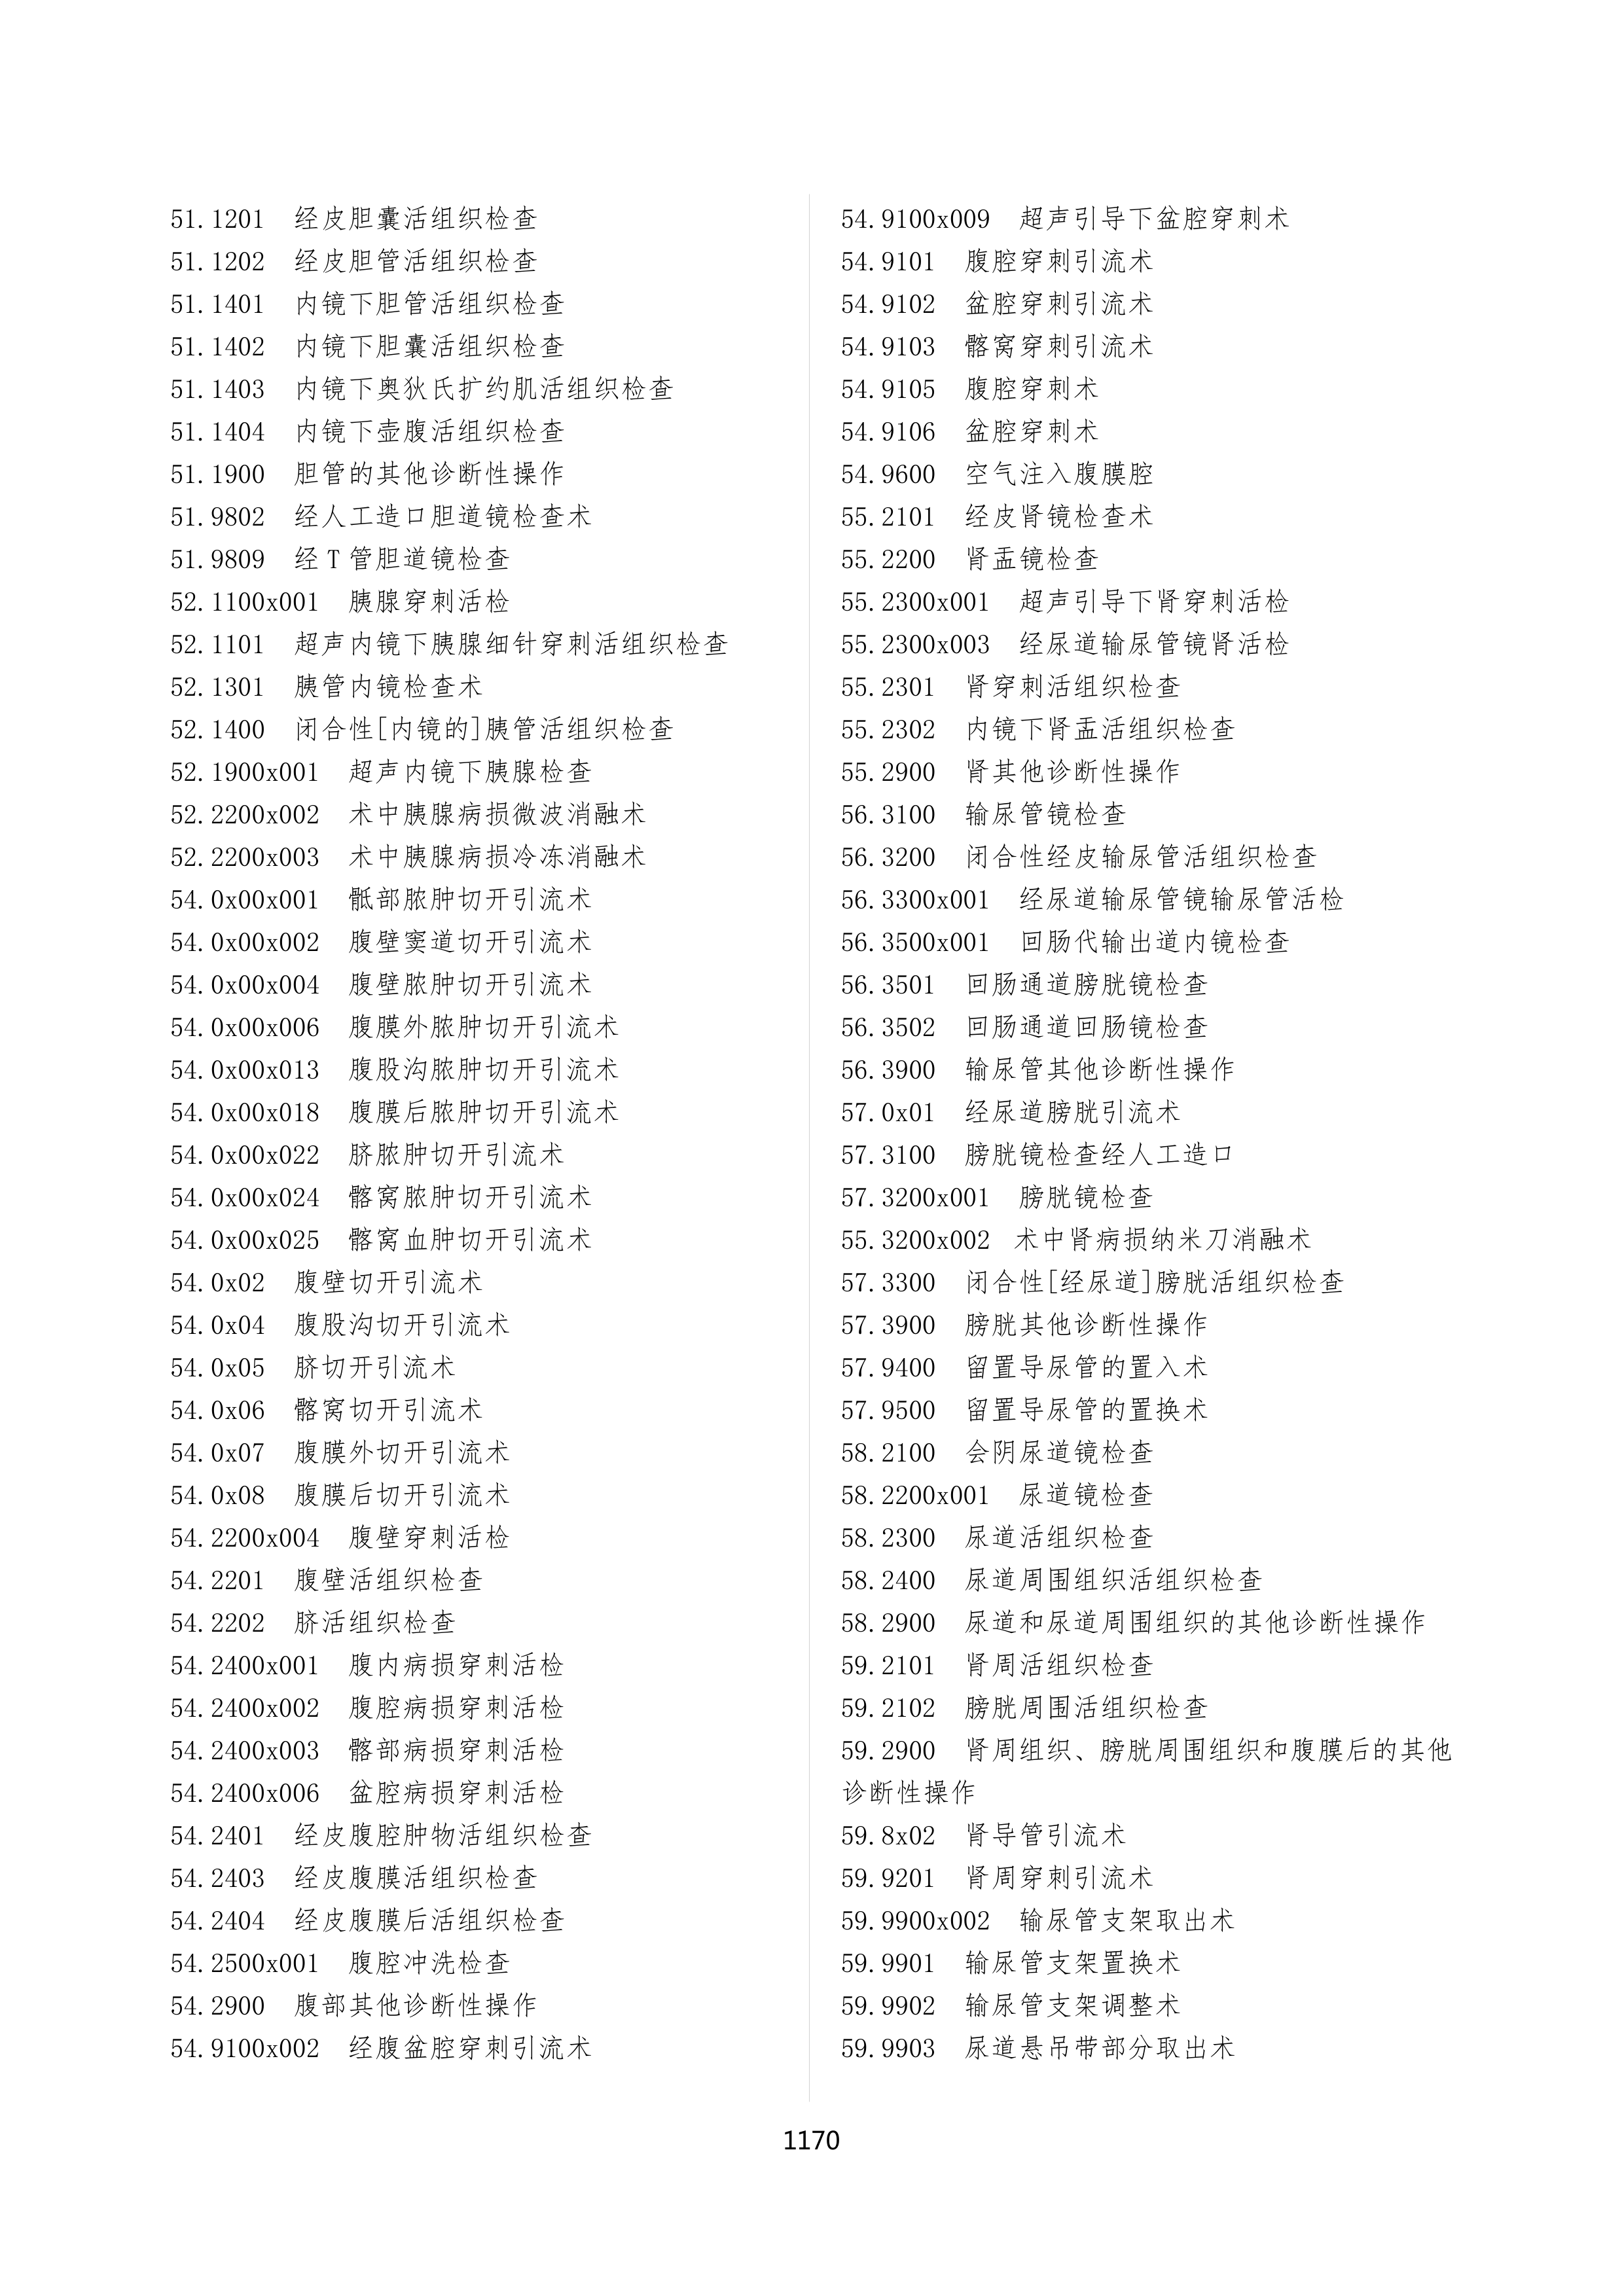 51.1201 经皮胆囊活组织检查
51.1202 经皮胆管活组织检查
51.1401 内镜下胆管活组织检查
51.1402 内镜下胆囊活组织检查
51.1403 内镜下奥狄氏扩约肌活组织检查
51.1404 内镜下壶腹活组织检查
51.1900 胆管的其他诊断性操作
51.9802 经人工造口胆道镜检查术
51.9809 经T管胆道镜检查
52.1100x001 胰腺穿刺活检
52.1101 超声内镜下胰腺细针穿刺活组织检查
52.1301 胰管内镜检查术
52.1400 闭合性[内镜的]胰管活组织检查
52.1900x001 超声内镜下胰腺检查
52.2200x002 术中胰腺病损微波消融术
52.2200x003 术中胰腺病损冷冻消融术
54.0x00x001 骶部脓肿切开引流术
54.0x00x002 腹壁窦道切开引流术
54.0x00x004 腹壁脓肿切开引流术
54.0x00x006 腹膜外脓肿切开引流术
54.0x00x013 腹股沟脓肿切开引流术
54.0x00x018 腹膜后脓肿切开引流术
54.0x00x022 脐脓肿切开引流术
54.0x00x024 髂窝脓肿切开引流术
54.0x00x025 髂窝血肿切开引流术
54.0x02 腹壁切开引流术
54.0x04 腹股沟切开引流术
54.0x05 脐切开引流术
54.0x06 髂窝切开引流术
54.0x07 腹膜外切开引流术
54.0x08 腹膜后切开引流术
54.2200x004 腹壁穿刺活检
54.2201 腹壁活组织检查
54.2202 脐活组织检查
54.2400x001 腹内病损穿刺活检
54.2400x002 腹腔病损穿刺活检
54.2400x003 髂部病损穿刺活检
54.2400x006 盆腔病损穿刺活检
54.2401 经皮腹腔肿物活组织检查
54.2403 经皮腹膜活组织检查
54.2404 经皮腹膜后活组织检查
54.2500x001 腹腔冲洗检查
54.2900 腹部其他诊断性操作
54.9100x002 经腹盆腔穿刺引流术
54.9100x009 超声引导下盆腔穿刺术
54.9101 腹腔穿刺引流术
54.9102 盆腔穿刺引流术
54.9103 髂窝穿刺引流术
54.9105 腹腔穿刺术
54.9106 盆腔穿刺术
54.9600 空气注入腹膜腔
55.2101 经皮肾镜检查术
55.2200 肾盂镜检查
55.2300x001 超声引导下肾穿刺活检
55.2300x003 经尿道输尿管镜肾活检
55.2301 肾穿刺活组织检查
55.2302 内镜下肾盂活组织检查
55.2900 肾其他诊断性操作
56.3100 输尿管镜检查
56.3200 闭合性经皮输尿管活组织检查
56.3300x001 经尿道输尿管镜输尿管活检
56.3500x001 回肠代输出道内镜检查
56.3501 回肠通道膀胱镜检查
56.3502 回肠通道回肠镜检查
56.3900 输尿管其他诊断性操作
57.0x01 经尿道膀胱引流术
57.3100 膀胱镜检查经人工造口
57.3200x001 膀胱镜检查
55.3200x002 术中肾病损纳米刀消融术
57.3300 闭合性[经尿道]膀胱活组织检查
57.3900 膀胱其他诊断性操作
57.9400 留置导尿管的置入术
57.9500 留置导尿管的置换术
58.2100 会阴尿道镜检查
58.2200x001 尿道镜检查
58.2300 尿道活组织检查
58.2400 尿道周围组织活组织检查
58.2900 尿道和尿道周围组织的其他诊断性操作
59.2101 肾周活组织检查
59.2102 膀胱周围活组织检查
59.2900 肾周组织、膀胱周围组织和腹膜后的其他
诊断性操作
59.8x02 肾导管引流术
59.9201 肾周穿刺引流术
59.9900x002 输尿管支架取出术
59.9901 输尿管支架置换术
59.9902 输尿管支架调整术
59.9903 尿道悬吊带部分取出术
1170